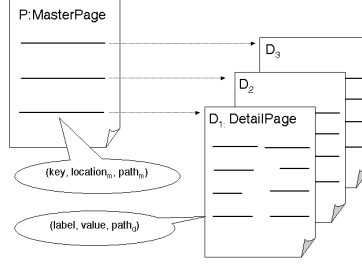 P:MasterPage
D3
D2
D1: DetailPage
(key, locationm, pathm)
(label, value, pathd)